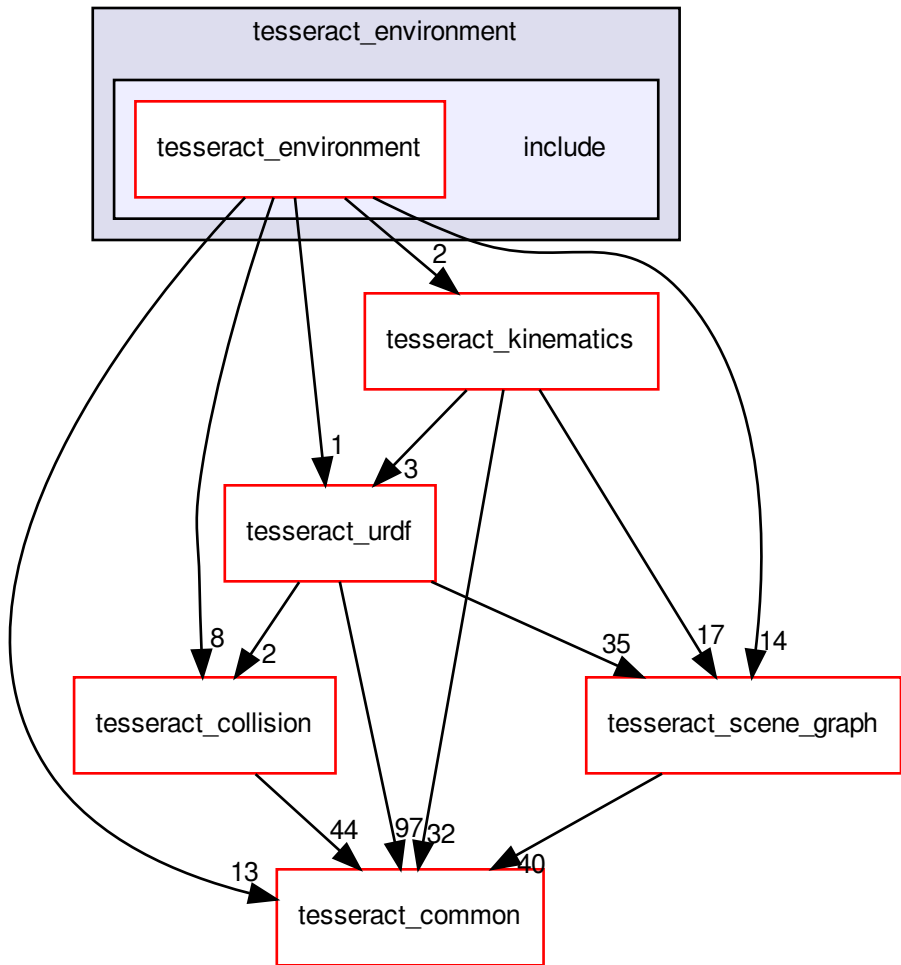 tesseract_environment
tesseract_environment
include
2
tesseract_kinematics
1
3
tesseract_urdf
8
2
35
17
14
tesseract_collision
tesseract_scene_graph
44
97
32
40
13
tesseract_common